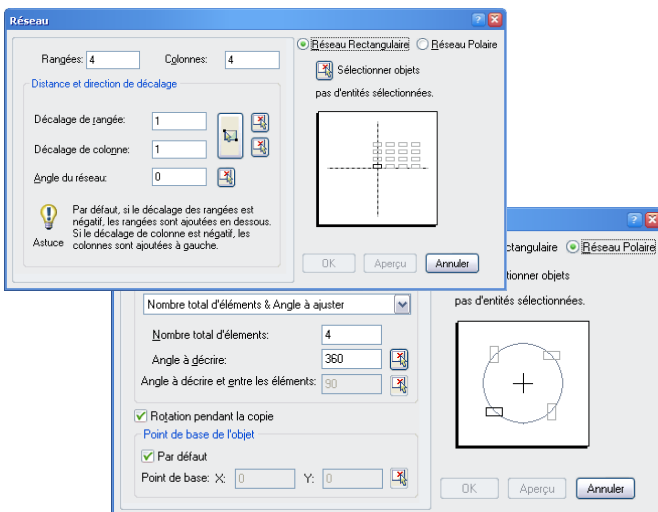 Réseau
Rangées: 4 Colonnes: 4
Réseau Rectangulaire Réseau Polaire
Sélectionner objets
pas d'entités sélectionnées.
Distance et direction de décalage
Décalage de rangée: 1
Décalage de colonne: 1
Angle du réseau: 0
Astuce
Par défaut, si le décalage des rangées est
négatif, les rangées sont ajoutées en dessous.
Si le décalage de colonne est négatif, les
colonnes sont ajoutées à gauche.
OK Aperçu Annuler
ctangulaire Réseau Polaire
tionner objets
pas d'entités sélectionnées.
Nombre total d'éléments & Angle à ajuster
Nombre total d'élements: 4
Angle à décrire: 360
Angle à décrire et entre les éléments: 90
Rotation pendant la copie
Point de base de l'objet
Par défaut
Point de base: X: 0 Y: 0
OK Aperçu Annuler